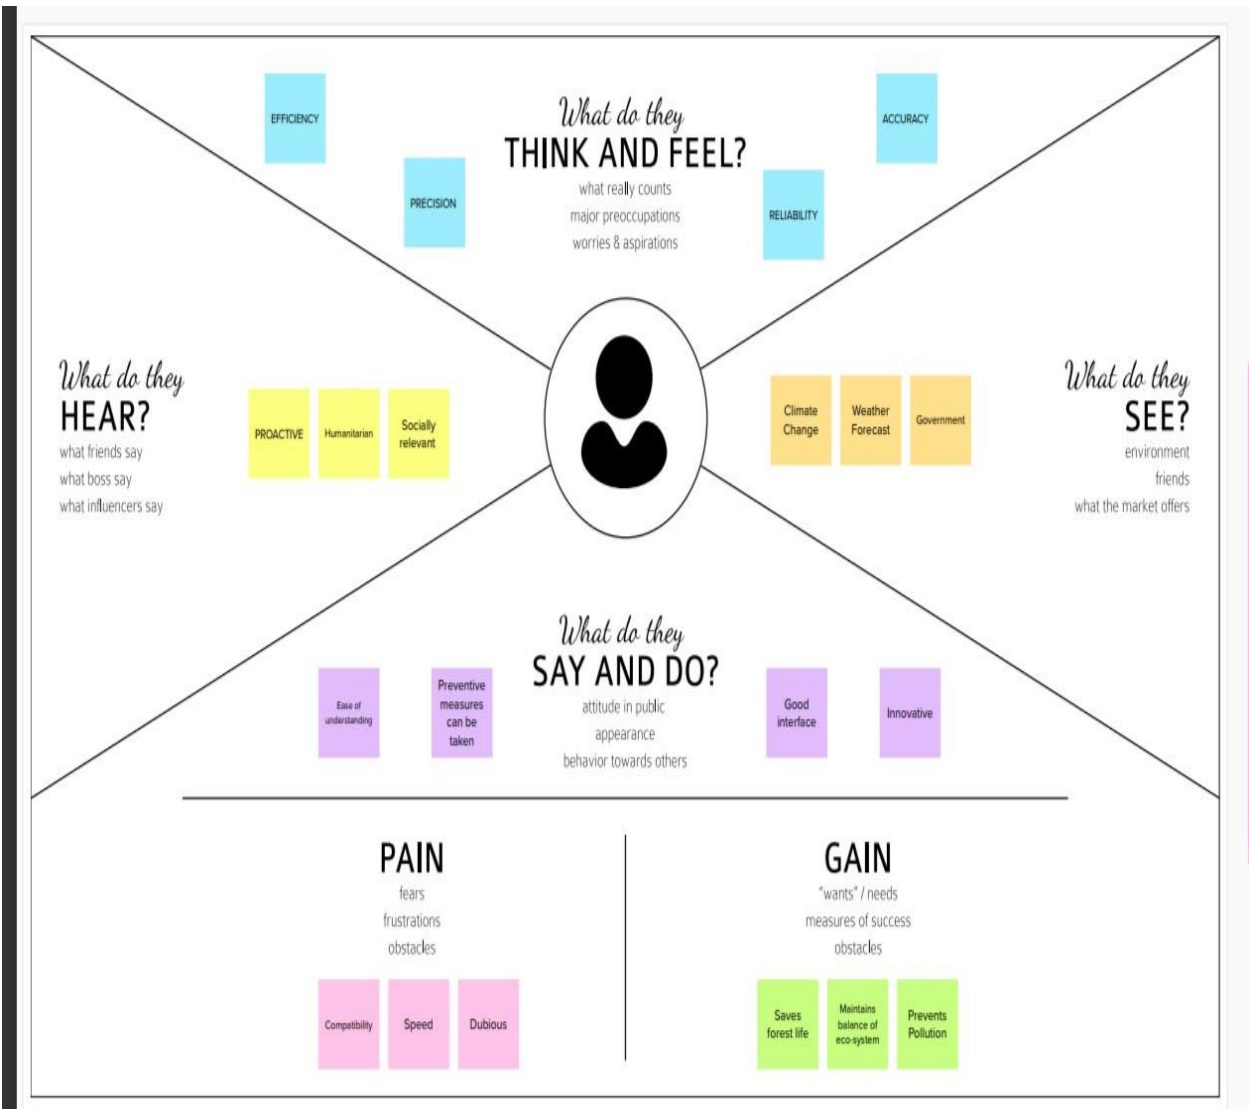 EFFICIENCY
PRECISION
What do they
THINK AND FEEL?
what really counts
major preoccupations
worries & aspirations
RELIABILITY
ACCURACY
What do they
HEAR?
what friends say
what boss say
what influencers say
PROACTIVE
Humanitarian
Socially
relevant
Climate
Change
Weather
Forecast
Government
What do they
SEE?
environment
friends
what the market offers
What do they
SAY AND DO?
attitude in public
appearance
behavior towards others
Ease of
understanding
Preventive
measures
can be
taken
Good
interface
Innovative
PAIN
fears
frustrations
obstacles
Compatibility
Speed
Dubious
GAIN
"wants" / needs
measures of success
obstacles
Saves
forest life
Maintains
balance of
eco-system
Prevents
Pollution